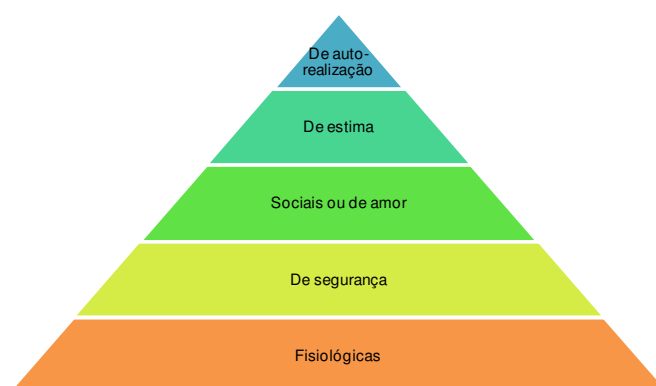 De auto-
realização
De estima
Sociais ou de amor
De segurança
Fisiológicas